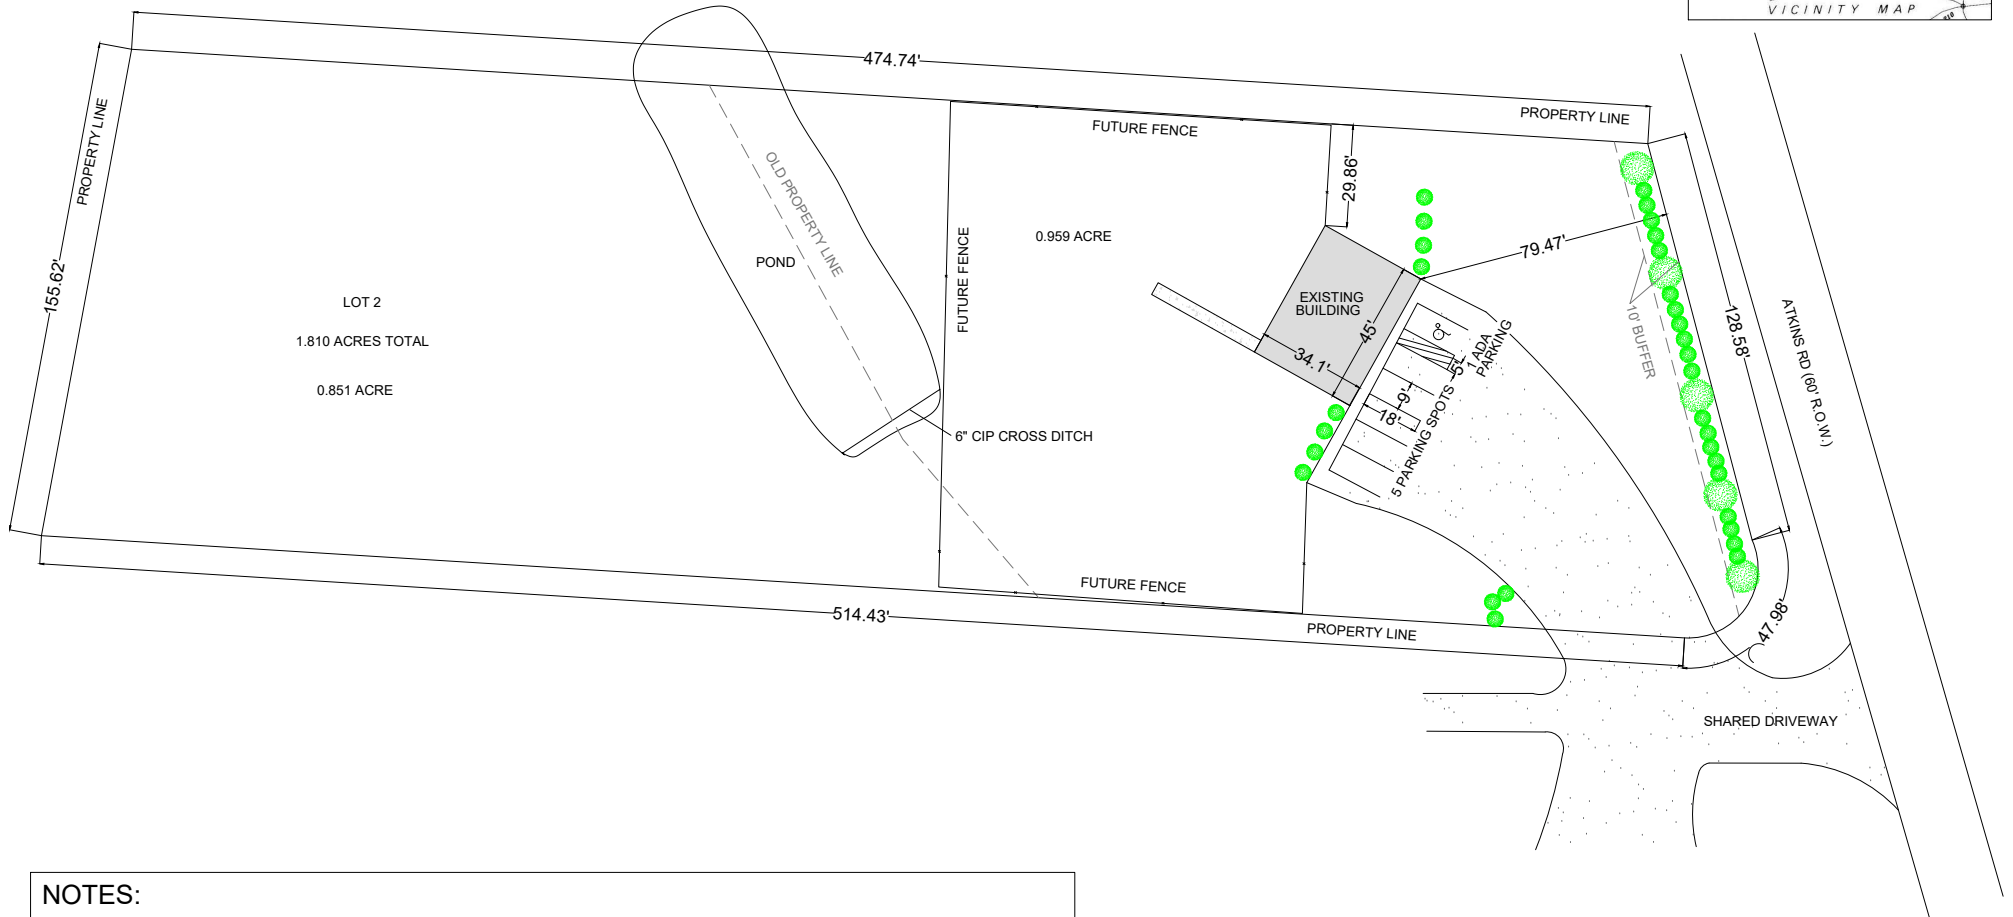 VICINITY MAP
474.74'
PROPERTY LINE
PROPERTY LINE
FUTURE FENCE
29.86'
OLD PROPERTY LINE
0.959 ACRE
FUTURE FENCE
79.47'
155.62'
POND
LOT 2
1.810 ACRES TOTAL
0.851 ACRE
EXISTING
BUILDING
45'
34.1'
1 ADA
PARKING
5'
9'
18'
5 PARKING SPOTS
10' BUFFER
128.58'
ATKINS RD (60' R.O.W.)
6" CIP CROSS DITCH
FUTURE FENCE
514.43'
PROPERTY LINE
47.98'
SHARED DRIVEWAY
NOTES: